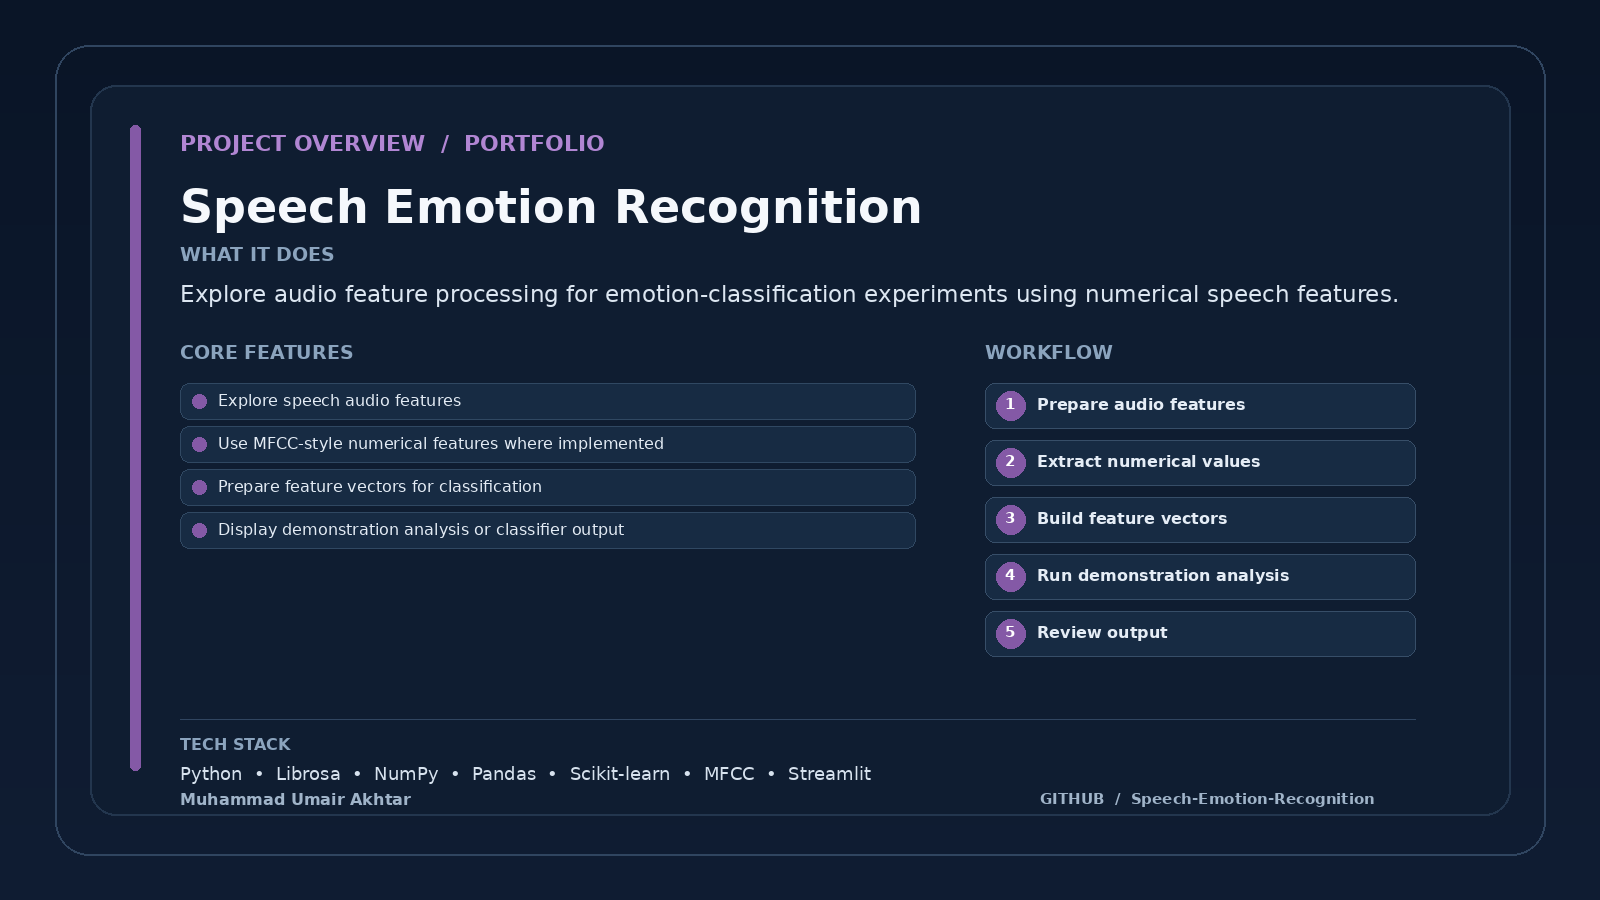 PROJECT OVERVIEW / PORTFOLIO
Speech Emotion Recognition
WHAT IT DOES
Explore audio feature processing for emotion-classification experiments using numerical speech features.
CORE FEATURES
Explore speech audio features
Use MFCC-style numerical features where implemented
Prepare feature vectors for classification
Display demonstration analysis or classifier output
WORKFLOW
1 Prepare audio features
2 Extract numerical values
3 Build feature vectors
4 Run demonstration analysis
5 Review output
TECH STACK
Python • Librosa • NumPy • Pandas • Scikit-learn • MFCC • Streamlit
Muhammad Umair Akhtar
GITHUB / Speech-Emotion-Recognition